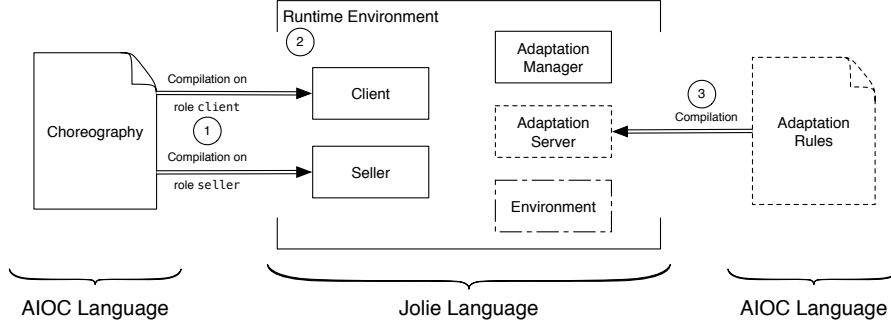 Runtime Environment
2
Choreography
Compilation on
role client
1
Compilation on
role seller
Client
Seller
Adaptation
Manager
Adaptation
Server
Environment
3
Compilation
Adaptation
Rules
AIOC Language
Jolie Language
AIOC Language